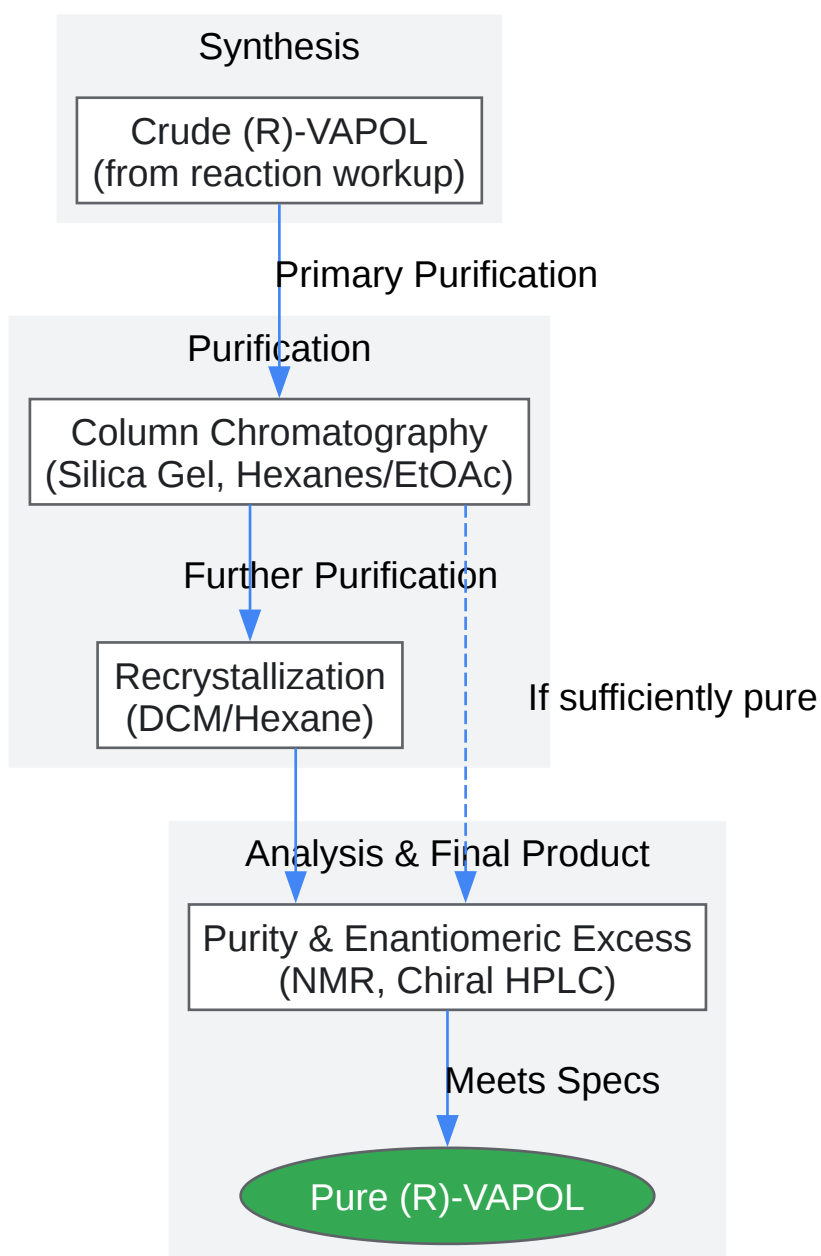 Synthesis
Crude (R)-VAPOL
(from reaction workup)
Primary Purification
Purification
Column Chromatography
(Silica Gel, Hexanes/EtOAc)
Further Purification
Recrystallization
(DCM/Hexane)
If sufficiently pure
Analysis & Final Product
Purity & Enantiomeric Excess
(NMR, Chiral HPLC)
Meets Specs
Pure (R)-VAPOL